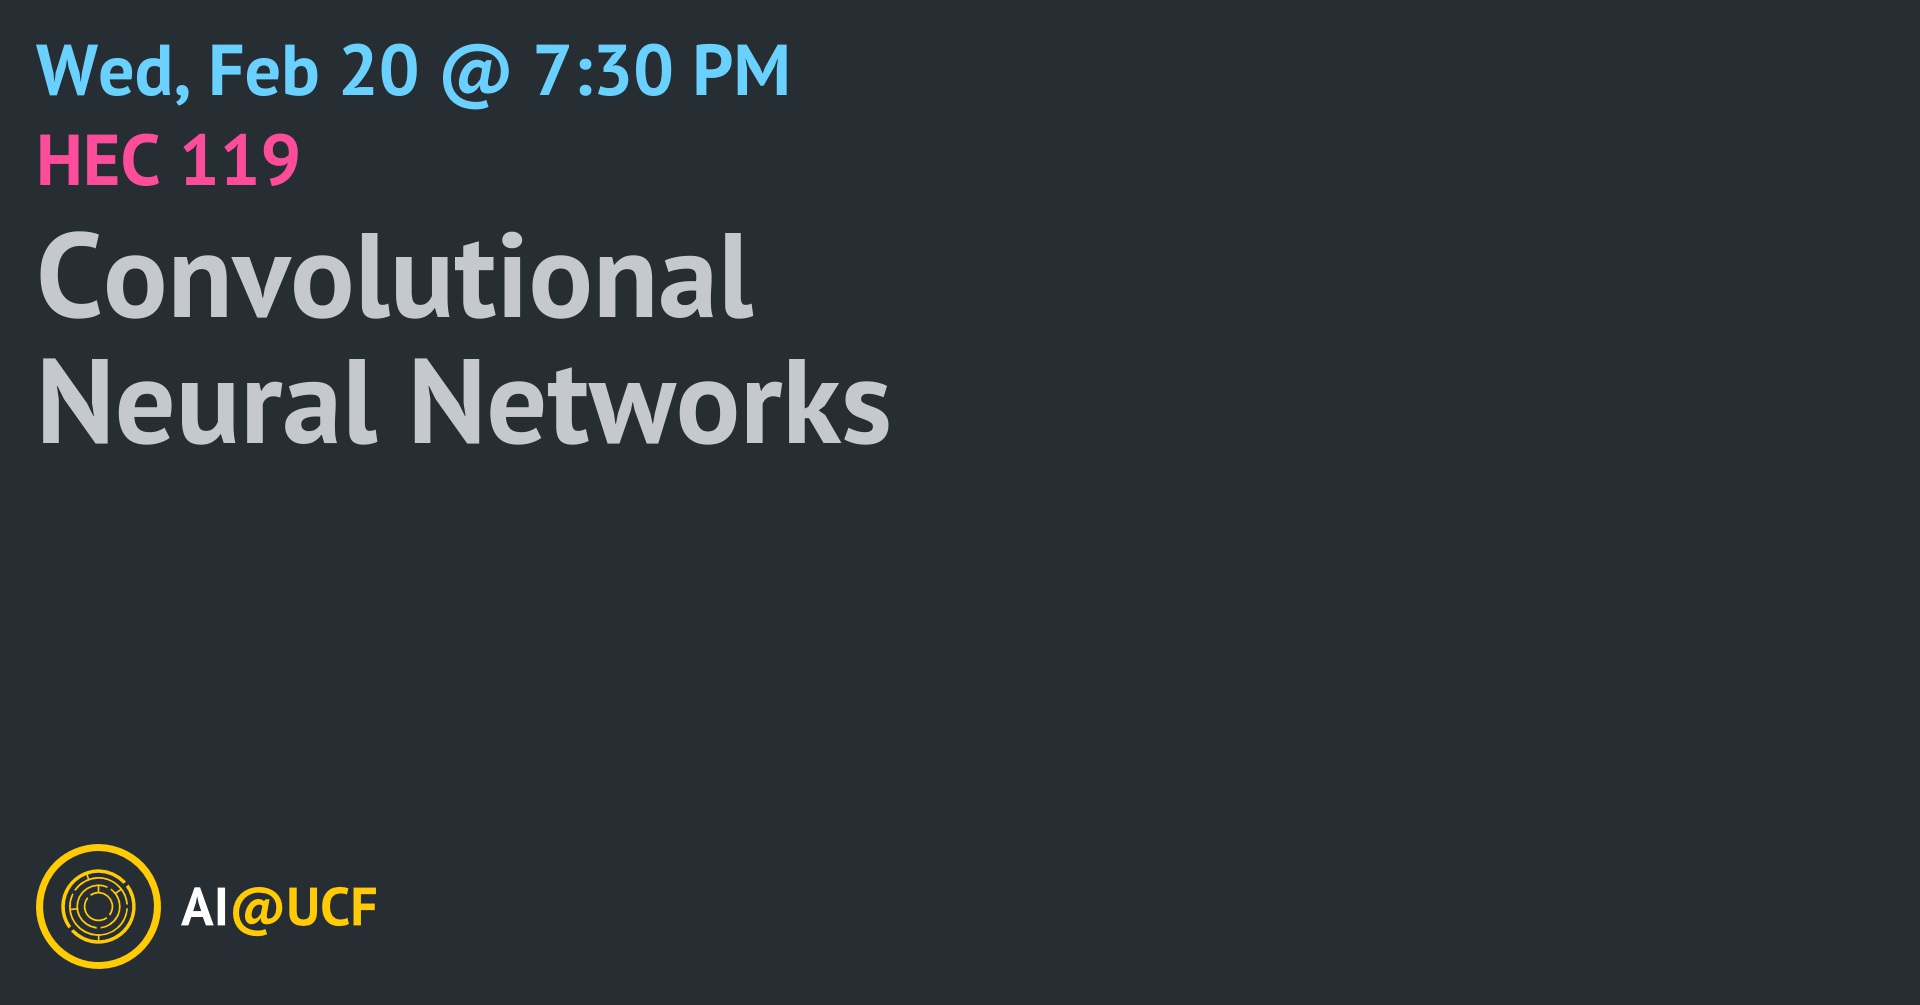 Wed, Feb 20 @ 7:30 PM
HEC 119
Convolutional
Neural Networks
AI@UCF